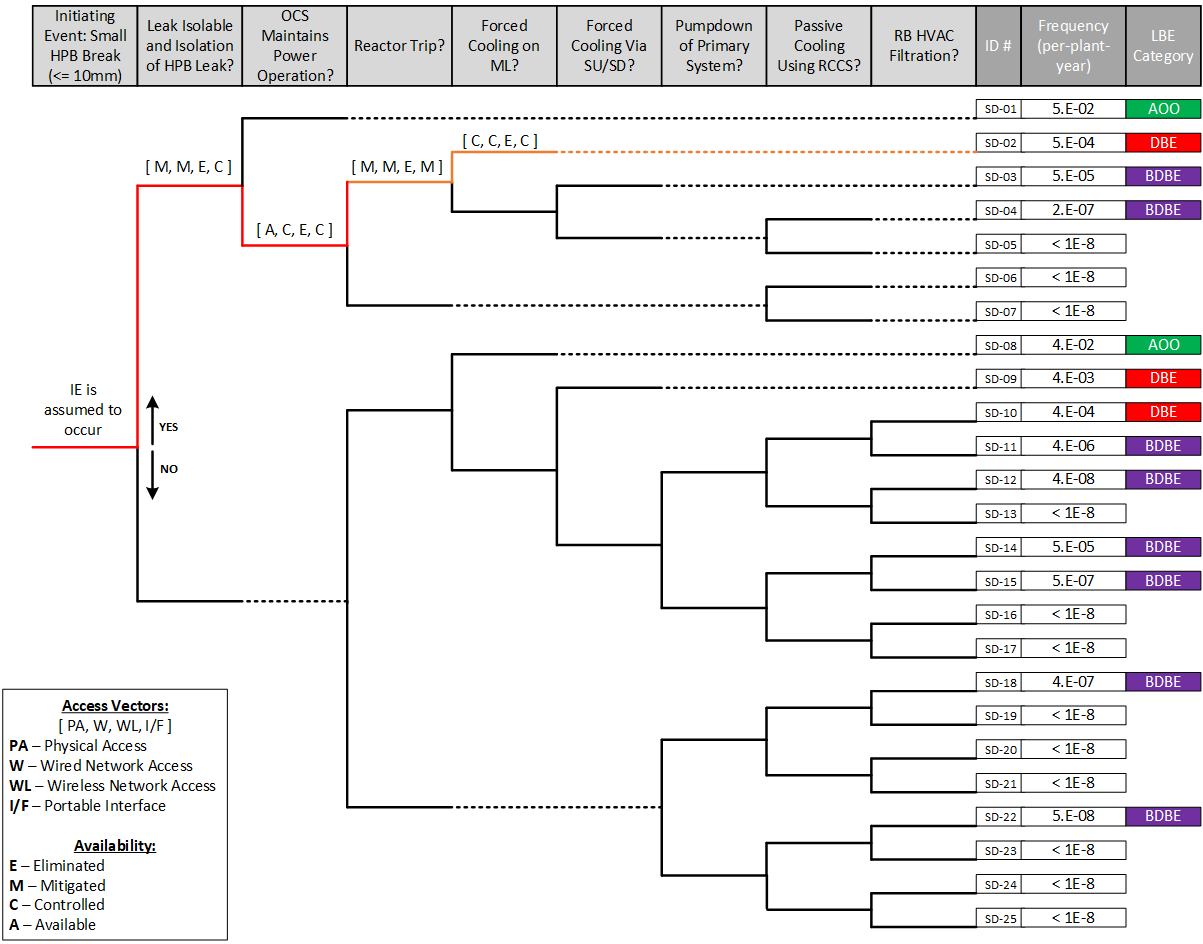 Initiating
Event: Small
HPB Break
(<= 10mm)
Leak Isolable
and Isolation
of HPB Leak?
OCS
Maintains
Power
Operation?
Reactor Trip?
Forced
Cooling on
ML?
Forced
Cooling Via
SU/SD?
Pumpdown
of Primary
System?
Passive
Cooling
Using RCCS?
RB HVAC
Filtration?
ID #
Frequency
(per-plant-
year)
LBE
Category
SD-01 5.E-02 AOO
[ C, C, E, C ]
SD-02 5.E-04 DBE
[ M, M, E, C ]
[ M, M, E, M ]
SD-03 5.E-05 BDBE
SD-04 2.E-07 BDBE
[ A, C, E, C ]
SD-05 < 1E-8
SD-06 < 1E-8
SD-07 < 1E-8
SD-08 4.E-02 AOO
SD-09 4.E-03 DBE
IE is
assumed to
occur
YES
NO
SD-10 4.E-04 DBE
SD-11 4.E-06 BDBE
SD-12 4.E-08 BDBE
SD-13 < 1E-8
SD-14 5.E-05 BDBE
SD-15 5.E-07 BDBE
SD-16 < 1E-8
SD-17 < 1E-8
SD-18 4.E-07 BDBE
SD-19 < 1E-8
SD-20 < 1E-8
SD-21 < 1E-8
SD-22 5.E-08 BDBE
SD-23 < 1E-8
SD-24 < 1E-8
SD-25 < 1E-8
Access Vectors:
[ PA, W, WL, I/F ]
PA – Physical Access
W – Wired Network Access
WL – Wireless Network Access
I/F – Portable Interface
Availability:
E – Eliminated
M – Mitigated
C – Controlled
A – Available